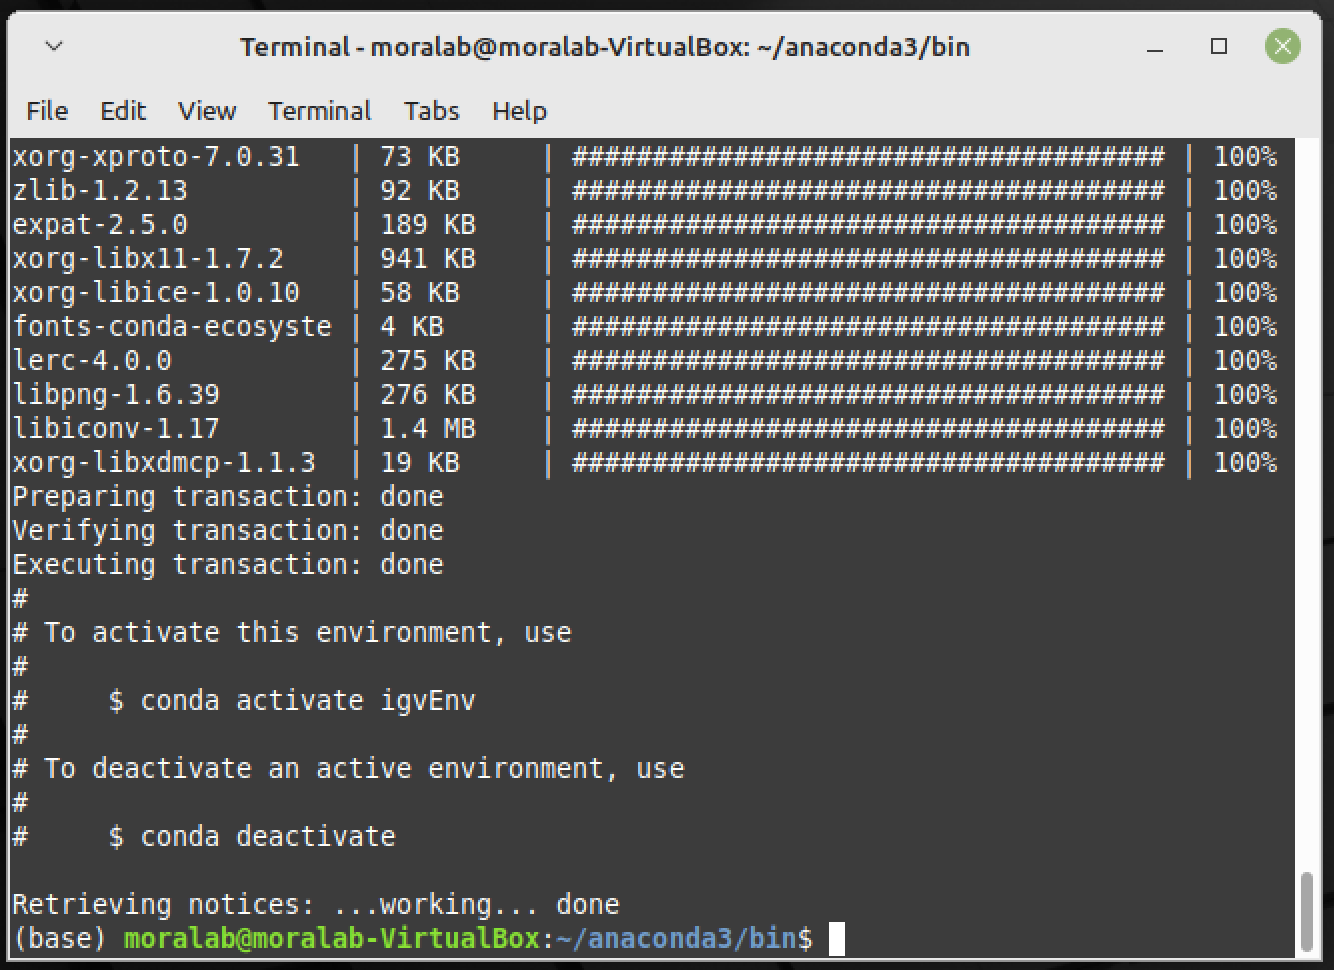 Terminal - moralab@moralab-VirtualBox: ~/anaconda3/bin
File Edit View Terminal Tabs Help
xorg-xproto-7.0.31   | 73 KB     | ##################################### | 100%
zlib-1.2.13          | 92 KB     | ##################################### | 100%
expat-2.5.0          | 189 KB    | ##################################### | 100%
xorg-libx11-1.7.2    | 941 KB    | ##################################### | 100%
xorg-libice-1.0.10   | 58 KB     | ##################################### | 100%
fonts-conda-ecosyste | 4 KB      | ##################################### | 100%
lerc-4.0.0           | 275 KB    | ##################################### | 100%
libpng-1.6.39        | 276 KB    | ##################################### | 100%
libiconv-1.17        | 1.4 MB    | ##################################### | 100%
xorg-libxdmcp-1.1.3  | 19 KB     | ##################################### | 100%
Preparing transaction: done
Verifying transaction: done
Executing transaction: done
#
# To activate this environment, use
#
#     $ conda activate igvEnv
#
# To deactivate an active environment, use
#
#     $ conda deactivate
Retrieving notices: ...working... done
(base) moralab@moralab-VirtualBox:~/anaconda3/bin$